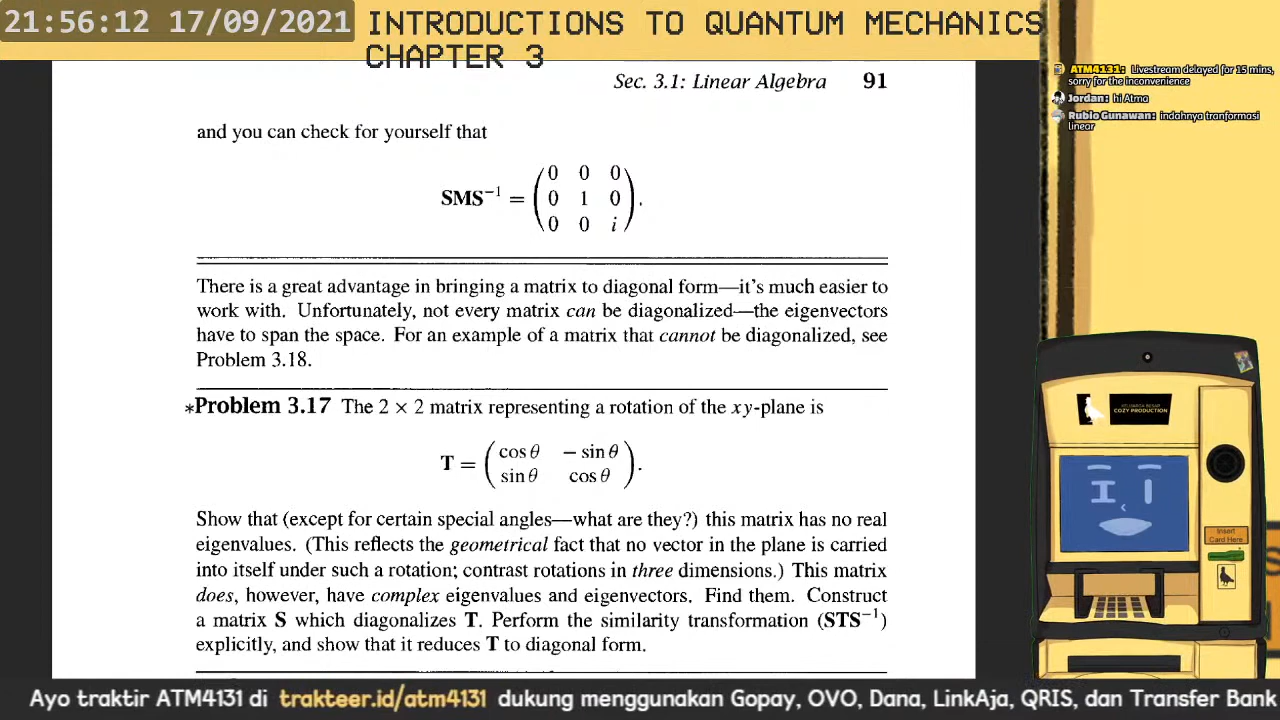 21:56:12 17/09/2021
INTRODUCTIONS TO QUANTUM MECHANICS
CHAPTER 3
Sec. 3.1: Linear Algebra 91
and you can check for yourself that
SMS⁻¹ = ( 0 0 0
0 1 0
0 0 i ).
There is a great advantage in bringing a matrix to diagonal form—it's much easier to
work with. Unfortunately, not every matrix can be diagonalized—the eigenvectors
have to span the space. For an example of a matrix that cannot be diagonalized, see
Problem 3.18.
*Problem 3.17 The 2 × 2 matrix representing a rotation of the xy-plane is
T = ( cos θ − sin θ
sin θ cos θ ).
Show that (except for certain special angles—what are they?) this matrix has no real
eigenvalues. (This reflects the geometrical fact that no vector in the plane is carried
into itself under such a rotation; contrast rotations in three dimensions.) This matrix
does, however, have complex eigenvalues and eigenvectors. Find them. Construct
a matrix S which diagonalizes T. Perform the similarity transformation (STS⁻¹)
explicitly, and show that it reduces T to diagonal form.
ATM4131: Livestream delayed for 15 mins,
sorry for the inconvenience
Jordan: hi Atma
Rubio Gunawan: indahnya tranformasi
linear
COZY PRODUCTION
Insert
Card Here
Ayo traktir ATM4131 di trakteer.id/atm4131 dukung menggunakan Gopay, OVO, Dana, LinkAja, QRIS, dan Transfer Bank